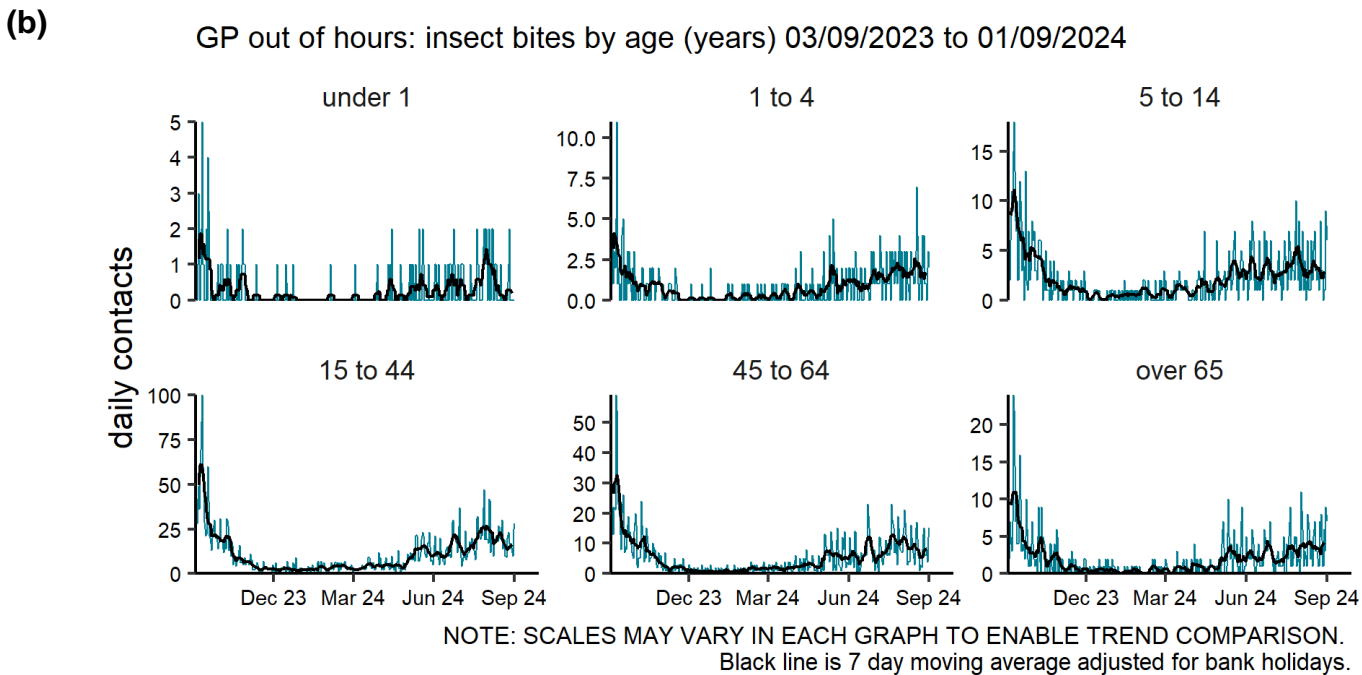 (b)
GP out of hours: insect bites by age (years) 03/09/2023 to 01/09/2024
daily contacts
under 1
5
4
3
2
1
0
1 to 4
10.0
7.5
5.0
2.5
0.0
5 to 14
15
10
5
0
15 to 44
100
75
50
25
0
Dec 23 Mar 24 Jun 24 Sep 24
45 to 64
50
40
30
20
10
0
Dec 23 Mar 24 Jun 24 Sep 24
over 65
20
15
10
5
0
Dec 23 Mar 24 Jun 24 Sep 24
NOTE: SCALES MAY VARY IN EACH GRAPH TO ENABLE TREND COMPARISON.
Black line is 7 day moving average adjusted for bank holidays.